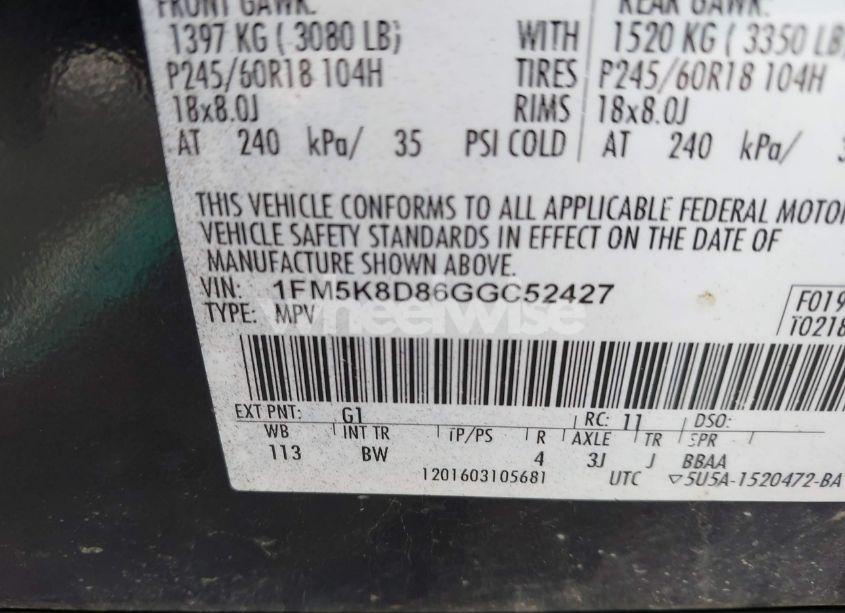 FRONT GAWR: REAR GAWR:
1397 KG ( 3080 LB) WITH 1520 KG ( 3350 LB)
P245/60R18 104H TIRES P245/60R18 104H
18x8.0J RIMS 18x8.0J
AT 240 kPa/ 35 PSI COLD AT 240 kPa/
THIS VEHICLE CONFORMS TO ALL APPLICABLE FEDERAL MOTOR
VEHICLE SAFETY STANDARDS IN EFFECT ON THE DATE OF
MANUFACTURE SHOWN ABOVE.
VIN: 1FM5K8D86GGC52427 F019
TYPE: MPV T0218
wheelwise
EXT PNT: G1 RC: 11 DSO:
WB INT TR TP/PS R AXLE TR SPR
113 BW 4 3J J BBAA
1201603105681 UTC ▽5U5A-1520472-BA